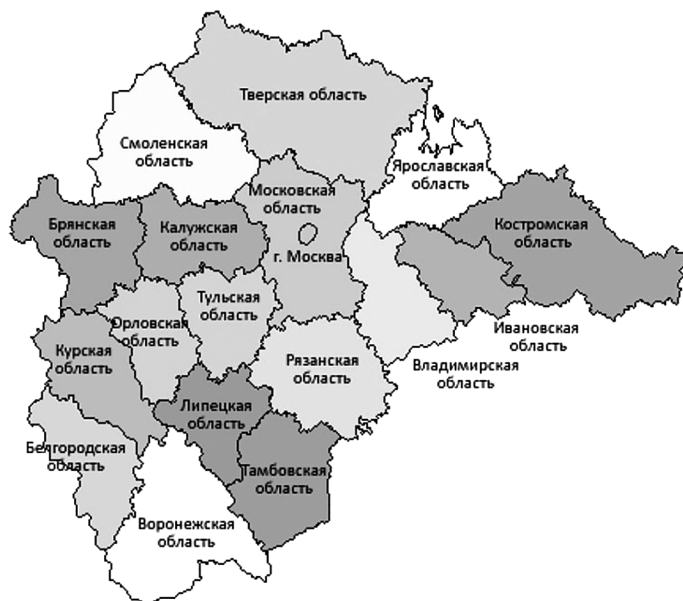 Тверская область
Смоленская
область
Ярославская
область
Московская
область
Брянская
область
Калужская
область
Костромская
область
г. Москва
Тульская
область
Орловская
область
Ивановская
область
Курская
область
Рязанская
область
Владимирская
область
Липецкая
область
Белгородская
область
Тамбовская
область
Воронежская
область